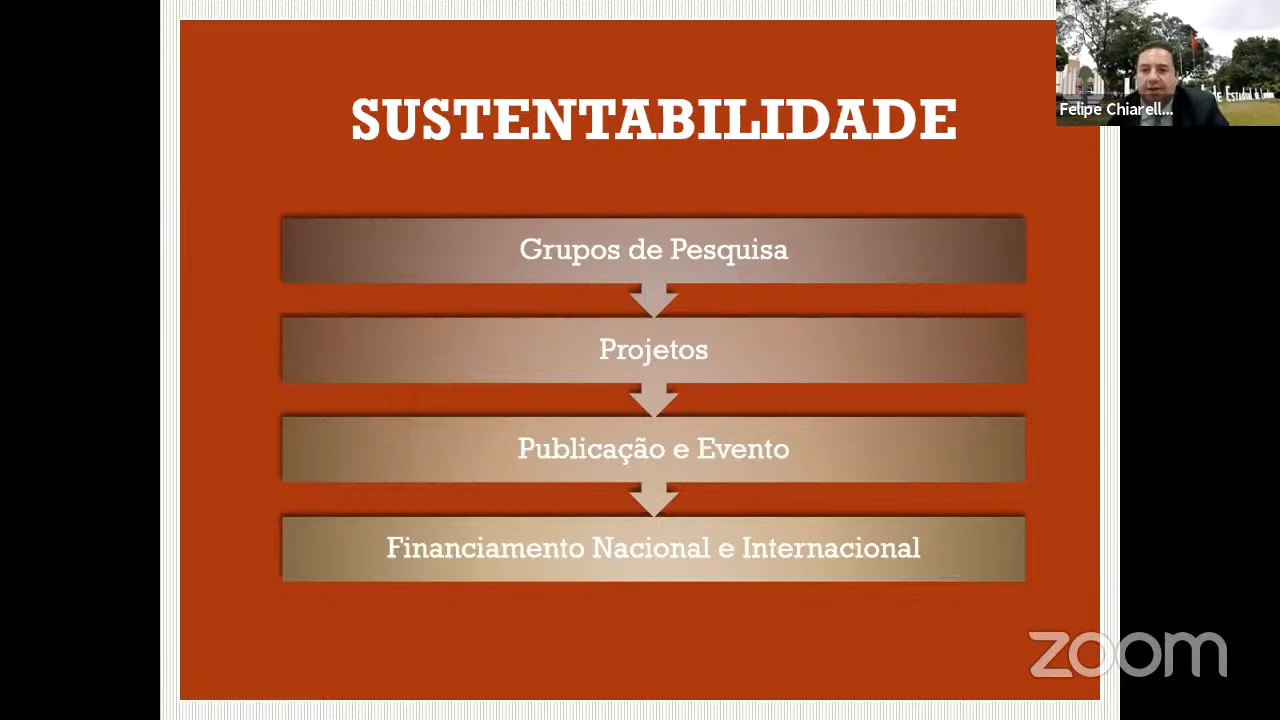 SUSTENTABILIDADE
Felipe Chiarell...
Grupos de Pesquisa
Projetos
Publicação e Evento
Financiamento Nacional e Internacional
zoom